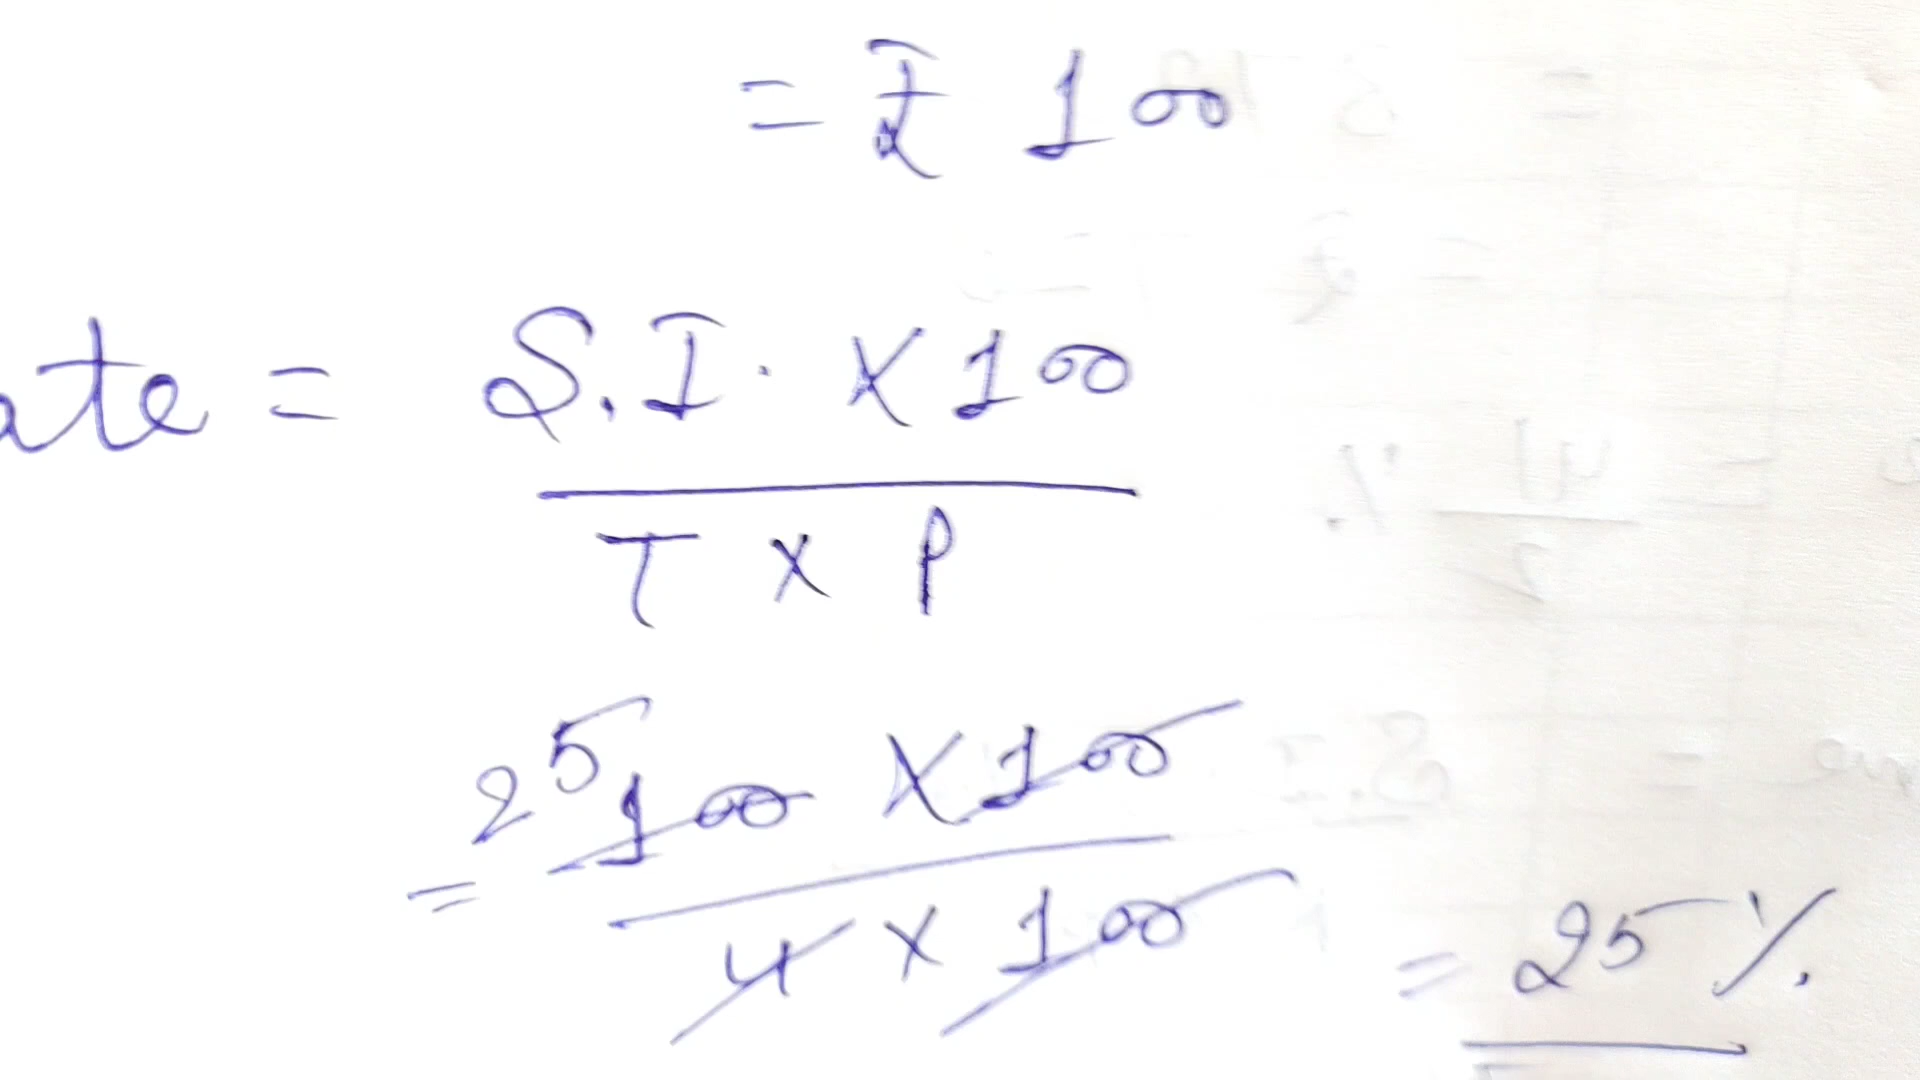 = ₹ 100
ate = S.I. X 100
T x P
25
= 100 X 100
4 x 100
= 25 %